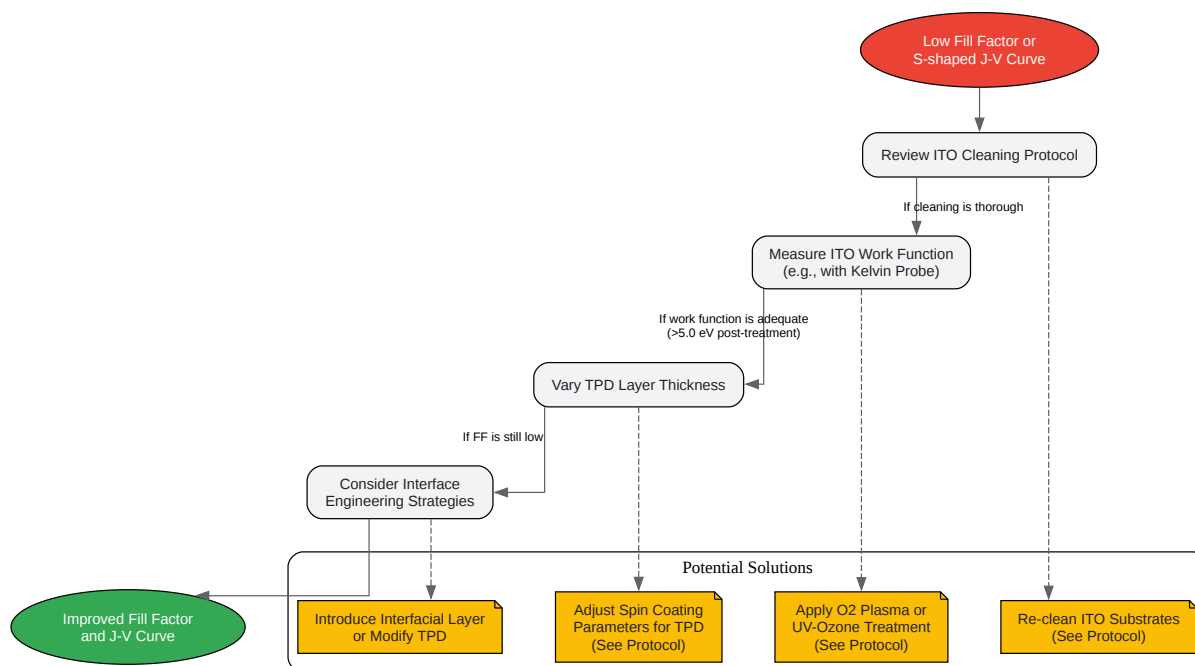 Low Fill Factor or
S-shaped J-V Curve
Review ITO Cleaning Protocol
If cleaning is thorough
Measure ITO Work Function
(e.g., with Kelvin Probe)
If work function is adequate
(>5.0 eV post-treatment)
Vary TPD Layer Thickness
If FF is still low
Consider Interface
Engineering Strategies
Potential Solutions
Improved Fill Factor
and J-V Curve
Introduce Interfacial Layer
or Modify TPD
Adjust Spin Coating
Parameters for TPD
(See Protocol)
Apply O2 Plasma or
UV-Ozone Treatment
(See Protocol)
Re-clean ITO Substrates
(See Protocol)